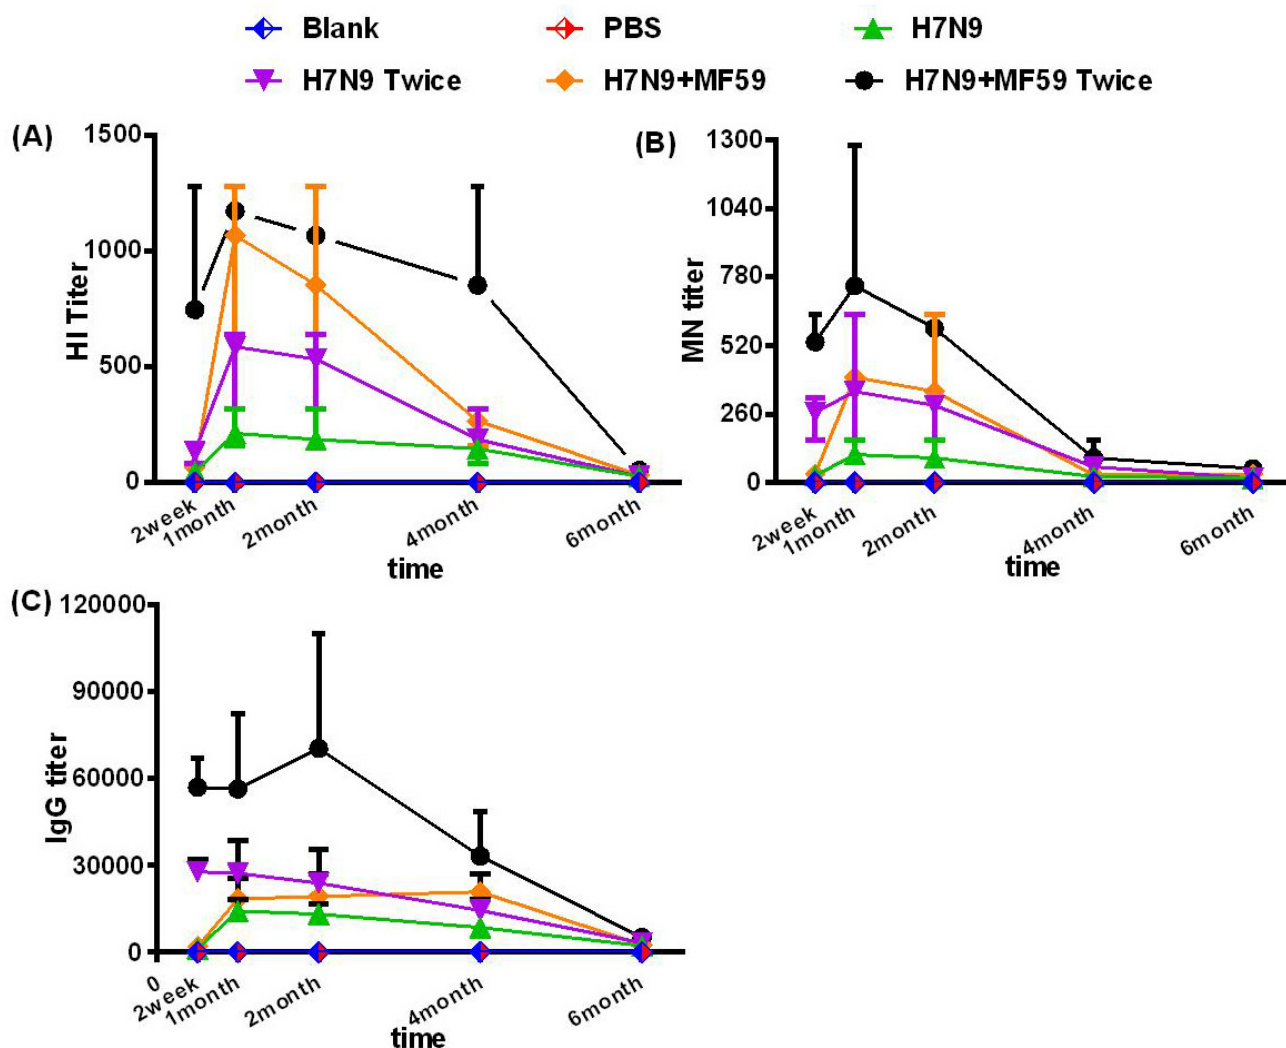 Blank PBS H7N9
H7N9 Twice H7N9+MF59 H7N9+MF59 Twice
(A)
1500
1000
500
0
HI Titer
2week
1month
2month
4month
6month
time
(B)
1300
1040
780
520
260
0
MN titer
2week
1month
2month
4month
6month
time
(C)
120000
90000
60000
30000
0
IgG titer
0
2week
1month
2month
4month
6month
time